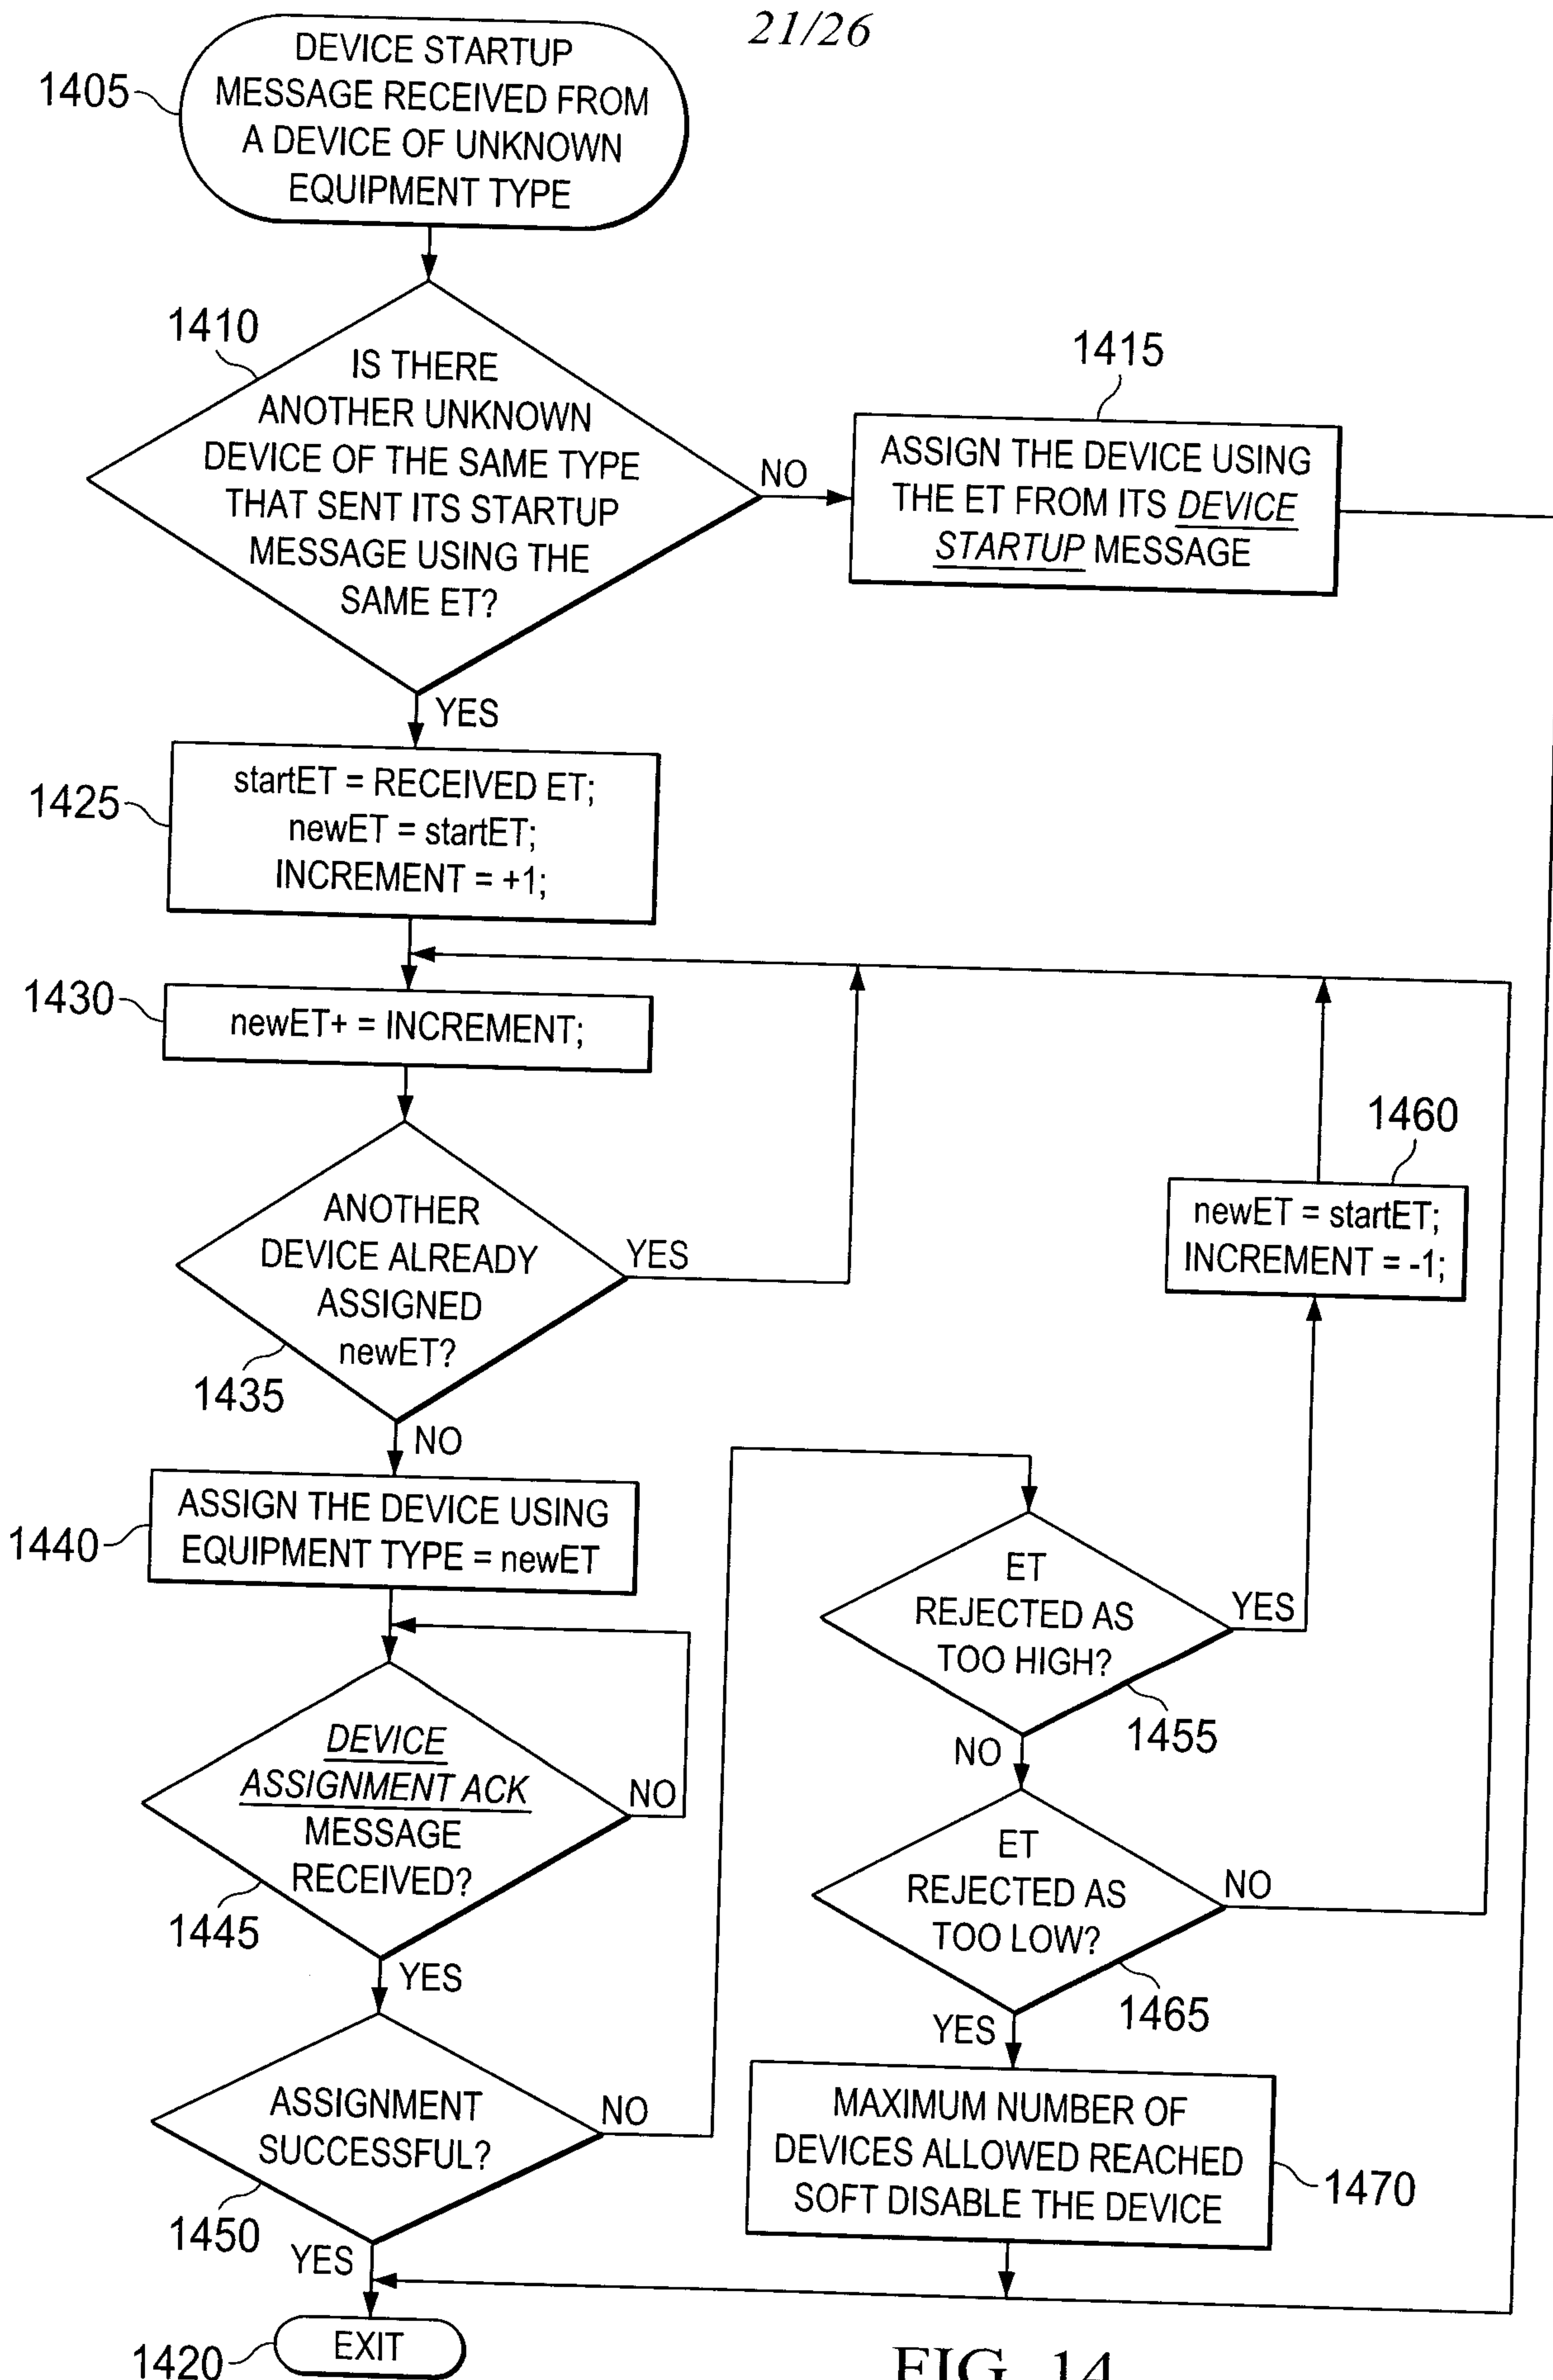 21/26
DEVICE STARTUP
MESSAGE RECEIVED FROM
A DEVICE OF UNKNOWN
EQUIPMENT TYPE
1405
1410
IS THERE
ANOTHER UNKNOWN
DEVICE OF THE SAME TYPE
THAT SENT ITS STARTUP
MESSAGE USING THE
SAME ET?
NO
1415
ASSIGN THE DEVICE USING
THE ET FROM ITS DEVICE
STARTUP MESSAGE
YES
1425
startET = RECEIVED ET;
newET = startET;
INCREMENT = +1;
1430
newET+ = INCREMENT;
ANOTHER
DEVICE ALREADY
ASSIGNED
newET?
YES
1435
NO
1460
newET = startET;
INCREMENT = -1;
1440
ASSIGN THE DEVICE USING
EQUIPMENT TYPE = newET
ET
REJECTED AS
TOO HIGH?
YES
1455
NO
DEVICE
ASSIGNMENT ACK
MESSAGE
RECEIVED?
NO
1445
YES
ET
REJECTED AS
TOO LOW?
NO
1465
YES
ASSIGNMENT
SUCCESSFUL?
NO
1450
YES
MAXIMUM NUMBER OF
DEVICES ALLOWED REACHED
SOFT DISABLE THE DEVICE
1470
1420
EXIT
FIG. 14